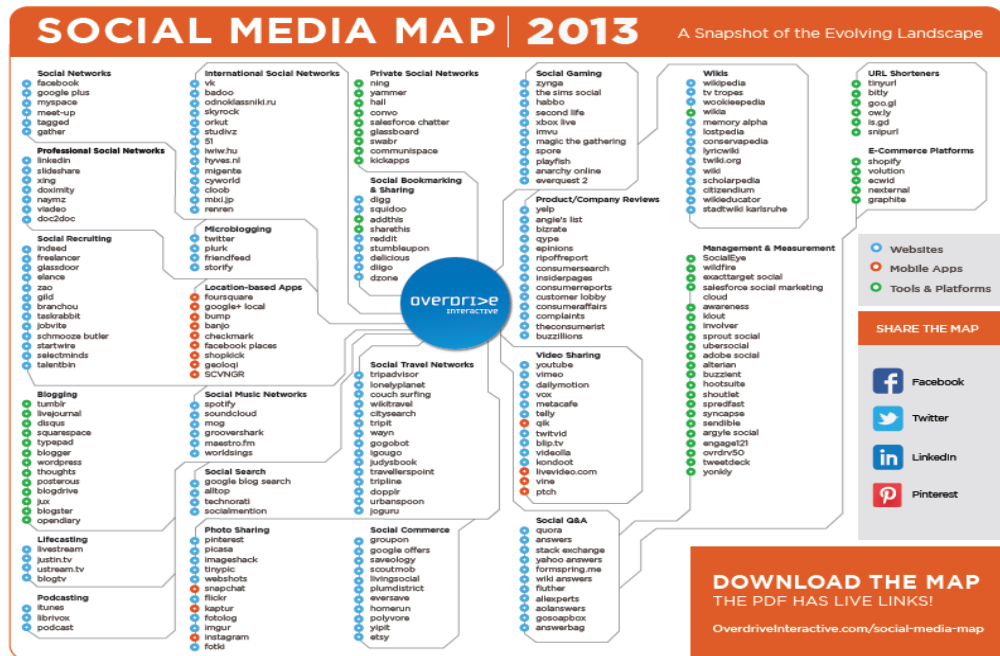 SOCIAL MEDIA MAP | 2013
A Snapshot of the Evolving Landscape
Social Networks
facebook
google plus
myspace
meet-up
tagged
gather
Professional Social Networks
linkedin
slideshare
xing
doximity
naymz
viadeo
doc2doc
Social Recruiting
indeed
freelancer
glassdoor
elance
zao
gild
branchou
taskrabbit
jobvite
schmooze butler
startwire
selectminds
talentbin
Blogging
tumblr
livejournal
disqus
squarespace
typepad
blogger
wordpress
thoughts
posterous
blogdrive
jux
blogster
opendiary
Lifecasting
livestream
justin.tv
ustream.tv
blogtv
Podcasting
itunes
librivox
podcast
International Social Networks
vk
badoo
odnoklassniki.ru
skyrock
orkut
studivz
51
iwiw.hu
hyves.nl
migente
cyworld
cloob
mixi.jp
renren
Microblogging
twitter
plurk
friendfeed
storify
Location-based Apps
foursquare
google+ local
bump
banjo
checkmark
facebook places
shopkick
geoloqi
SCVNGR
Social Music Networks
spotify
soundcloud
mog
grooveshark
maestro.fm
worldsings
Social Search
google blog search
alltop
technorati
socialmention
Photo Sharing
pinterest
picasa
imageshack
tinypic
webshots
snapchat
flickr
kaptur
fotolog
imgur
instagram
fotki
Private Social Networks
ning
yammer
hall
convo
salesforce chatter
glassboard
swabr
communispace
kickapps
Social Bookmarking
& Sharing
digg
squidoo
addthis
sharethis
reddit
stumbleupon
delicious
diigo
dzone
OVERDRIVE
INTERACTIVE
Social Travel Networks
tripadvisor
lonelyplanet
couch surfing
wikitravel
citysearch
tripit
wayn
gogobot
igougo
judysbook
travellerspoint
tripline
dopplr
urbanspoon
joguru
Social Commerce
groupon
google offers
saveology
scoutmob
livingsocial
plumdistrict
eversave
homerun
polyvore
yipit
etsy
Social Gaming
zynga
the sims social
habbo
second life
xbox live
imvu
magic the gathering
spore
playfish
anarchy online
everquest 2
Product/Company Reviews
yelp
angie's list
bizrate
qype
epinions
ripoffreport
consumersearch
insiderpages
consumerreports
customer lobby
consumeraffairs
complaints
theconsumerist
buzzillions
Video Sharing
youtube
vimeo
dailymotion
vox
metacafe
telly
qik
twitvid
blip.tv
videolla
kondoot
livevideo.com
vine
ptch
Social Q&A
quora
answers
stack exchange
yahoo answers
formspring.me
wiki answers
fluther
allexperts
aolanswers
gosoapbox
answerbag
Wikis
wikipedia
tv tropes
wookieepedia
wikia
memory alpha
lostpedia
conservapedia
lyricwiki
twiki.org
wiki
scholarpedia
citizendium
wikieducator
stadtwiki karlsruhe
Management & Measurement
SocialEye
wildfire
exacttarget social
salesforce social marketing
cloud
awareness
klout
involver
sprout social
ubersocial
adobe social
alterian
buzzient
hootsuite
shoutlet
spredfast
syncapse
sendible
argyle social
engage121
ovrdrv50
tweetdeck
yonkly
URL Shorteners
tinyurl
bitly
goo.gl
ow.ly
is.gd
snipurl
E-Commerce Platforms
shopify
volution
ecwid
nexternal
graphite
Websites
Mobile Apps
Tools & Platforms
SHARE THE MAP
Facebook
Twitter
LinkedIn
Pinterest
DOWNLOAD THE MAP
THE PDF HAS LIVE LINKS!
OverdriveInteractive.com/social-media-map